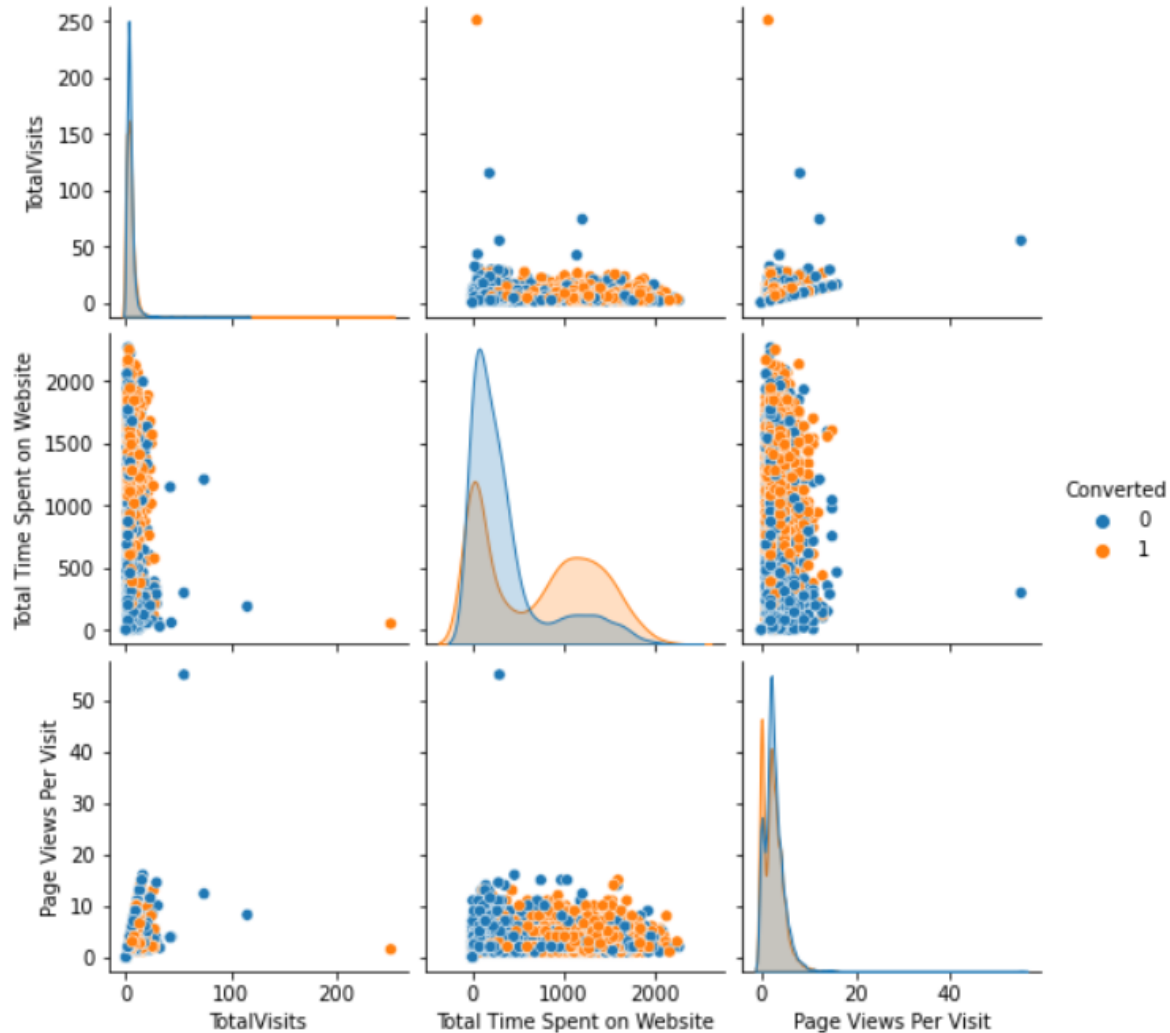 250
200
150
100
50
0
TotalVisits
2000
1500
1000
500
0
Total Time Spent on Website
Converted
0
1
50
40
30
20
10
0
Page Views Per Visit
0 100 200
TotalVisits
0 1000 2000
Total Time Spent on Website
0 20 40
Page Views Per Visit